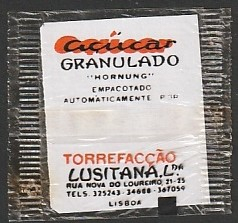 açúcar
GRANULADO
"HORNUNG"
EMPACOTADO
AUTOMATICAMENTE POR
TORREFACÇÃO
LUSITANA, L.DA
RUA NOVA DO LOUREIRO, 21-25
TELS. 325243-34688-367059
LISBOA